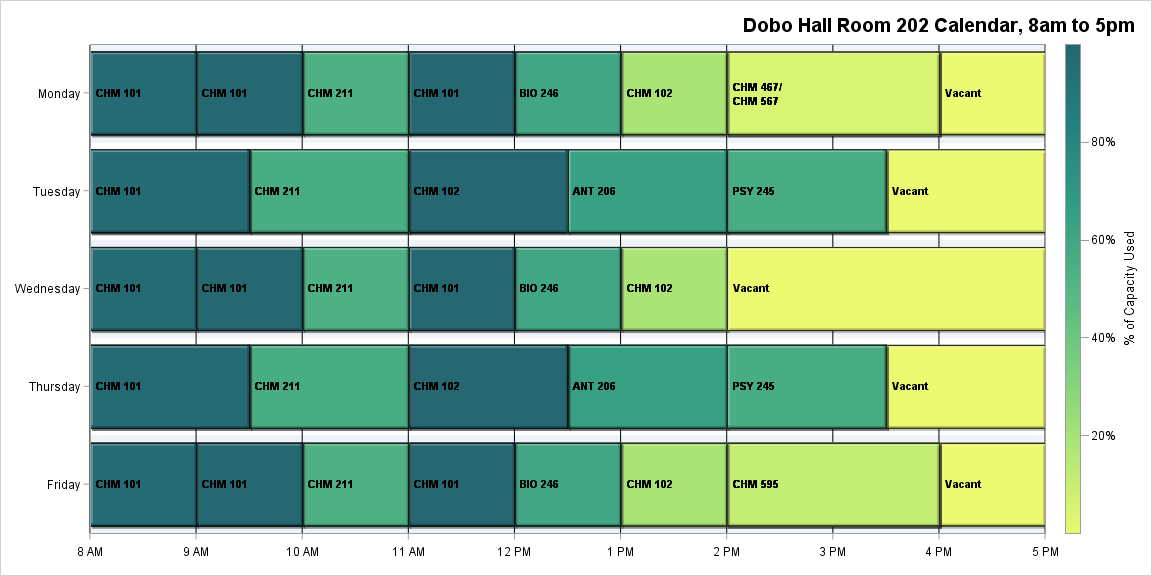 Dobo Hall Room 202 Calendar, 8am to 5pm
Monday
CHM 101
CHM 101
CHM 211
CHM 101
BIO 246
CHM 102
CHM 467/
CHM 567
Vacant
Tuesday
CHM 101
CHM 211
CHM 102
ANT 206
PSY 245
Vacant
Wednesday
CHM 101
CHM 101
CHM 211
CHM 101
BIO 246
CHM 102
Vacant
Thursday
CHM 101
CHM 211
CHM 102
ANT 206
PSY 245
Vacant
Friday
CHM 101
CHM 101
CHM 211
CHM 101
BIO 246
CHM 102
CHM 595
Vacant
8 AM
9 AM
10 AM
11 AM
12 PM
1 PM
2 PM
3 PM
4 PM
5 PM
80%
60%
40%
20%
% of Capacity Used